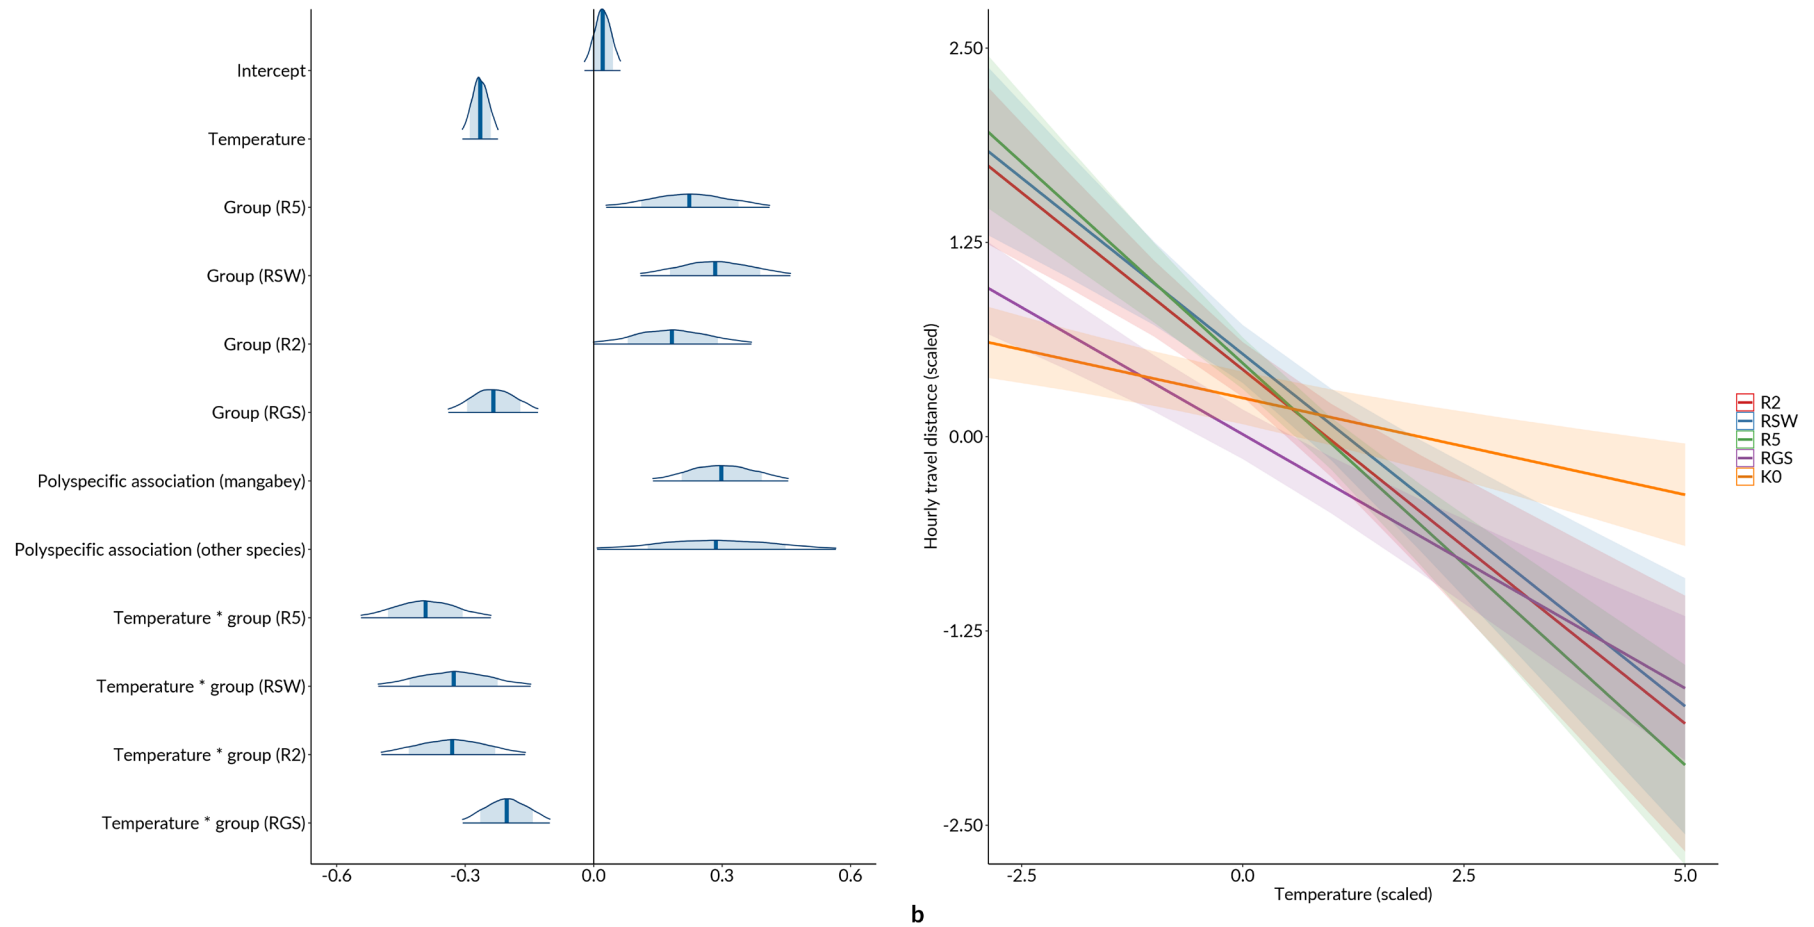 Intercept
Temperature
Group (R5)
Group (RSW)
Group (R2)
Group (RGS)
Polyspecific association (mangabey)
Polyspecific association (other species)
Temperature * group (R5)
Temperature * group (RSW)
Temperature * group (R2)
Temperature * group (RGS)
-0.6 -0.3 0.0 0.3 0.6
Hourly travel distance (scaled)
2.50
1.25
0.00
-1.25
-2.50
-2.5 0.0 2.5 5.0
Temperature (scaled)
R2
RSW
R5
RGS
K0
b